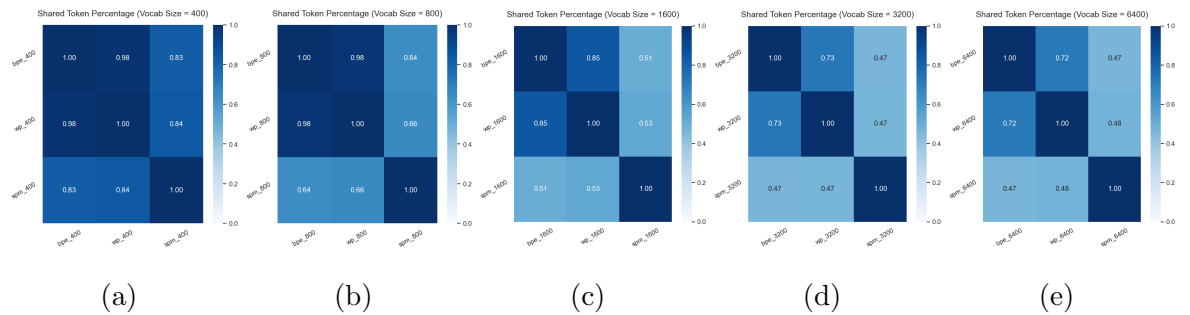 Shared Token Percentage (Vocab Size = 400)
bpe_400
1.00 0.98 0.83
wp_400
0.98 1.00 0.84
spm_400
0.83 0.84 1.00
bpe_400 wp_400 spm_400
1.0
0.8
0.6
0.4
0.2
0.0
(a)
Shared Token Percentage (Vocab Size = 800)
bpe_800
1.00 0.98 0.64
wp_800
0.98 1.00 0.66
spm_800
0.64 0.66 1.00
bpe_800 wp_800 spm_800
1.0
0.8
0.6
0.4
0.2
0.0
(b)
Shared Token Percentage (Vocab Size = 1600)
bpe_1600
1.00 0.85 0.51
wp_1600
0.85 1.00 0.53
spm_1600
0.51 0.53 1.00
bpe_1600 wp_1600 spm_1600
1.0
0.8
0.6
0.4
0.2
0.0
(c)
Shared Token Percentage (Vocab Size = 3200)
bpe_3200
1.00 0.73 0.47
wp_3200
0.73 1.00 0.47
spm_3200
0.47 0.47 1.00
bpe_3200 wp_3200 spm_3200
1.0
0.8
0.6
0.4
0.2
0.0
(d)
Shared Token Percentage (Vocab Size = 6400)
bpe_6400
1.00 0.72 0.47
wp_6400
0.72 1.00 0.48
spm_6400
0.47 0.48 1.00
bpe_6400 wp_6400 spm_6400
1.0
0.8
0.6
0.4
0.2
0.0
(e)